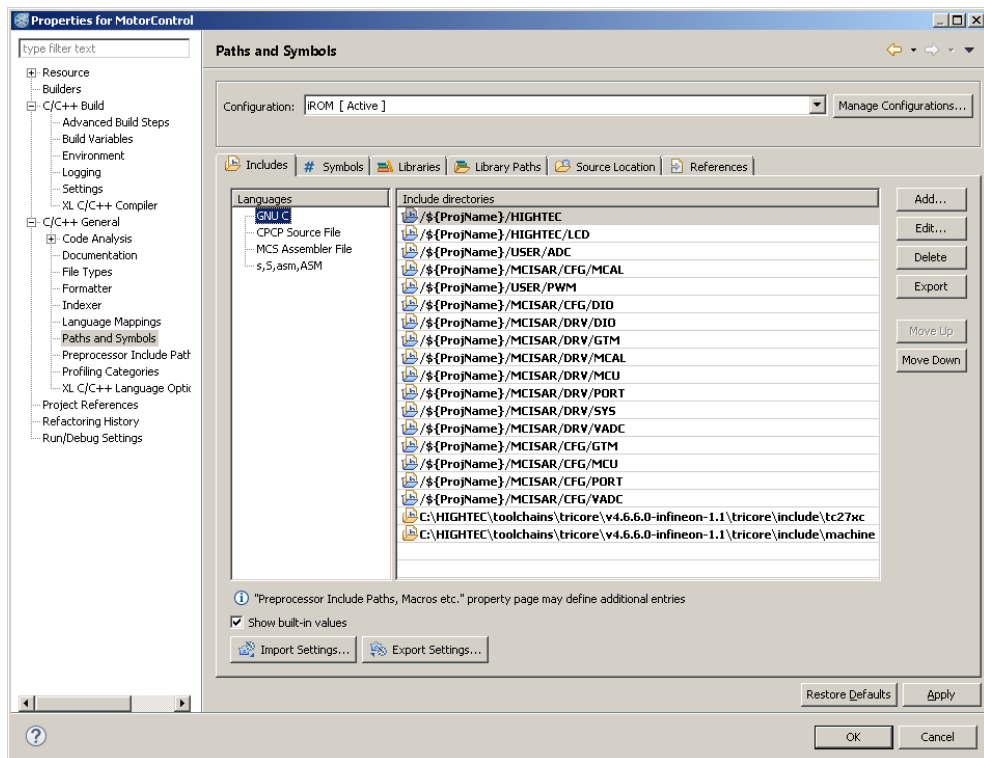 Properties for MotorControl
type filter text
Resource
Builders
C/C++ Build
Advanced Build Steps
Build Variables
Environment
Logging
Settings
XL C/C++ Compiler
C/C++ General
Code Analysis
Documentation
File Types
Formatter
Indexer
Language Mappings
Paths and Symbols
Preprocessor Include Path
Profiling Categories
XL C/C++ Language Optic
Project References
Refactoring History
Run/Debug Settings
Paths and Symbols
Configuration: iROM [ Active ] Manage Configurations...
Includes # Symbols Libraries Library Paths Source Location References
Languages
GNU C
CPCP Source File
MCS Assembler File
s,S,asm,ASM
Include directories
/${ProjName}/HIGHTEC
/${ProjName}/HIGHTEC/LCD
/${ProjName}/USER/ADC
/${ProjName}/MCISAR/CFG/MCAL
/${ProjName}/USER/PWM
/${ProjName}/MCISAR/CFG/DIO
/${ProjName}/MCISAR/DRV/DIO
/${ProjName}/MCISAR/DRV/GTM
/${ProjName}/MCISAR/DRV/MCAL
/${ProjName}/MCISAR/DRV/MCU
/${ProjName}/MCISAR/DRV/PORT
/${ProjName}/MCISAR/DRV/SYS
/${ProjName}/MCISAR/DRV/VADC
/${ProjName}/MCISAR/CFG/GTM
/${ProjName}/MCISAR/CFG/MCU
/${ProjName}/MCISAR/CFG/PORT
/${ProjName}/MCISAR/CFG/VADC
C:\HIGHTEC\toolchains\tricore\v4.6.6.0-infineon-1.1\tricore\include\tc27xc
C:\HIGHTEC\toolchains\tricore\v4.6.6.0-infineon-1.1\tricore\include\machine
Add...
Edit...
Delete
Export
Move Up
Move Down
"Preprocessor Include Paths, Macros etc." property page may define additional entries
Show built-in values
Import Settings... Export Settings...
Restore Defaults Apply
OK Cancel